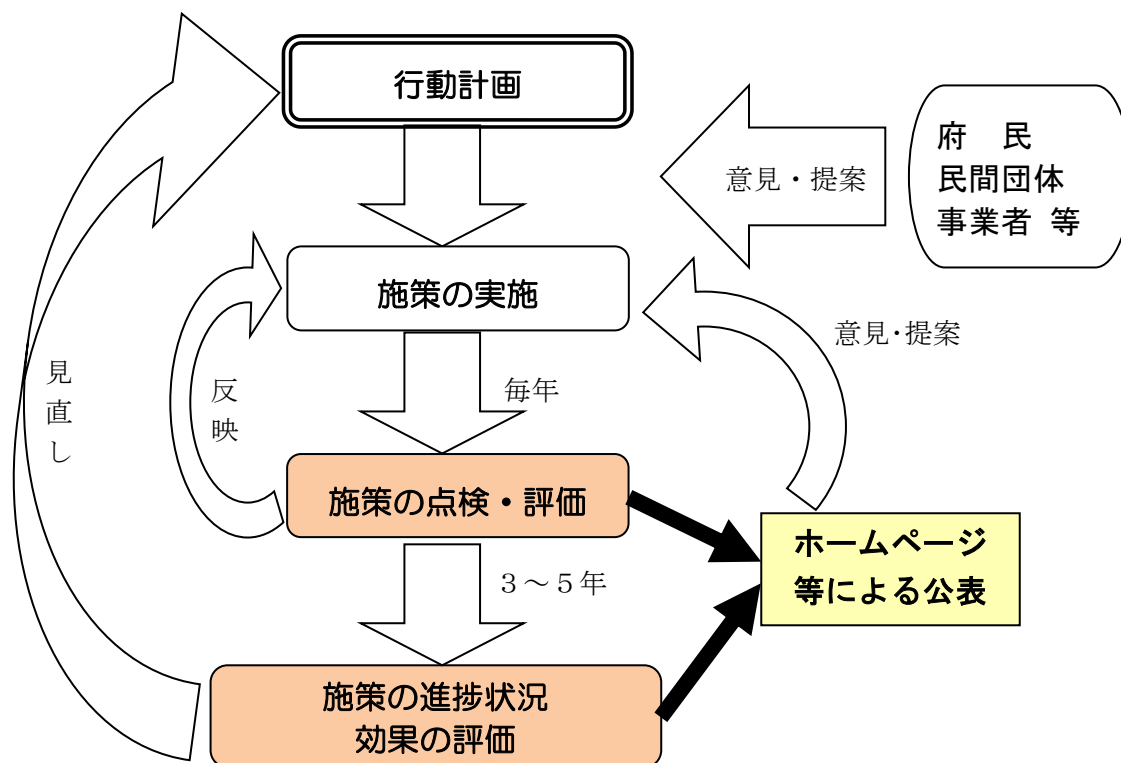 行動計画
府　民
民間団体
事業者 等
意見・提案
施策の実施
意見･提案
見直し
反映
毎年
施策の点検・評価
ホームページ
等による公表
３～５年
施策の進捗状況
効果の評価